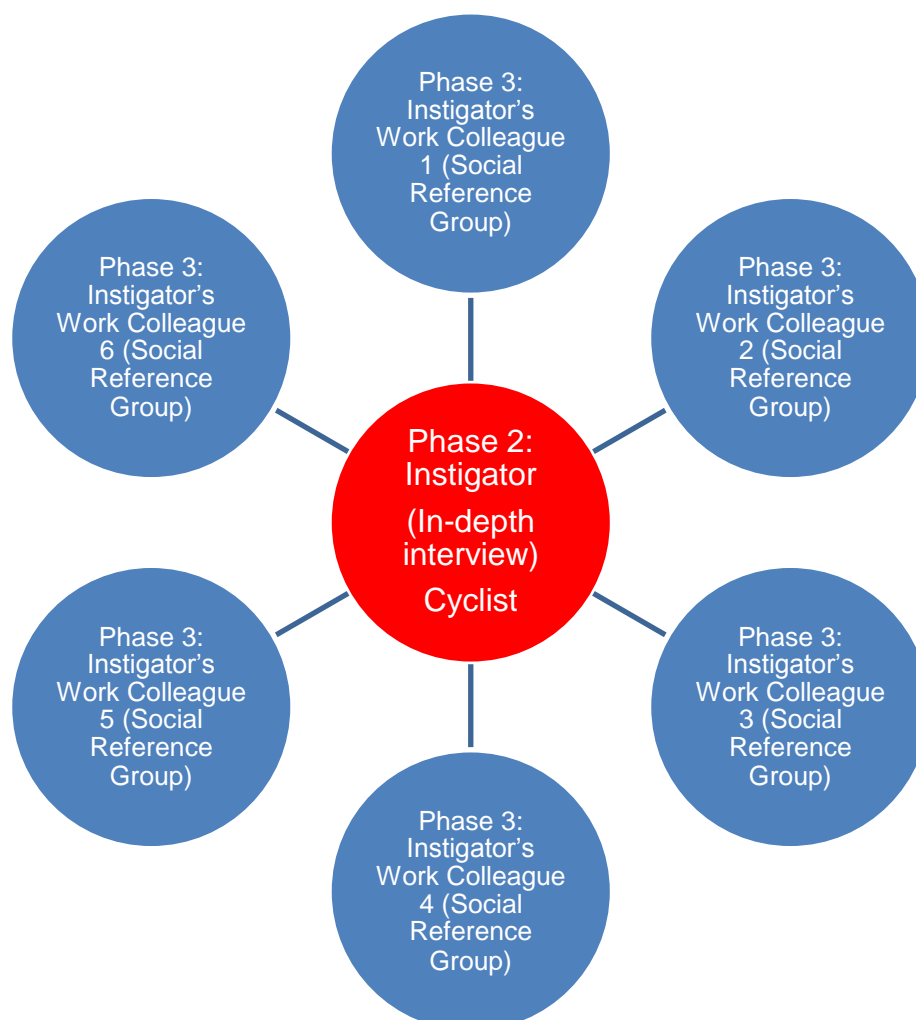 Phase 3:
Instigator’s
Work Colleague
1 (Social
Reference
Group)
Phase 3:
Instigator’s
Work Colleague
6 (Social
Reference
Group)
Phase 3:
Instigator’s
Work Colleague
2 (Social
Reference
Group)
Phase 2:
Instigator
(In-depth
interview)
Cyclist
Phase 3:
Instigator’s
Work Colleague
5 (Social
Reference
Group)
Phase 3:
Instigator’s
Work Colleague
3 (Social
Reference
Group)
Phase 3:
Instigator’s
Work Colleague
4 (Social
Reference
Group)